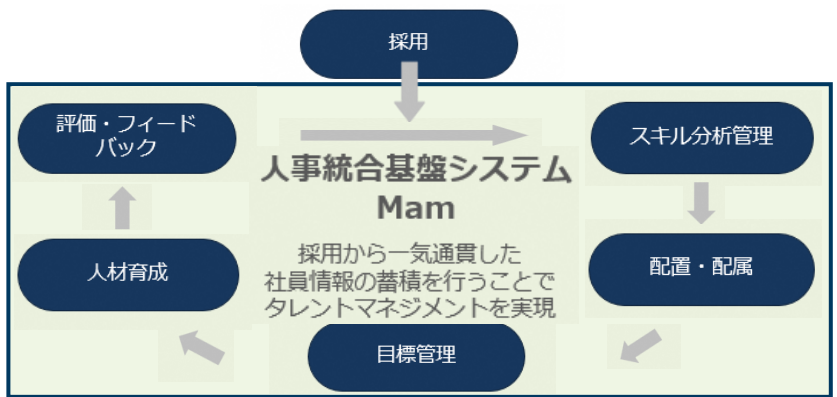 採用
評価・フィード
バック
スキル分析管理
人事統合基盤システム
Mam
採用から一気通貫した
社員情報の蓄積を行うことで
タレントマネジメントを実現
人材育成
配置・配属
目標管理